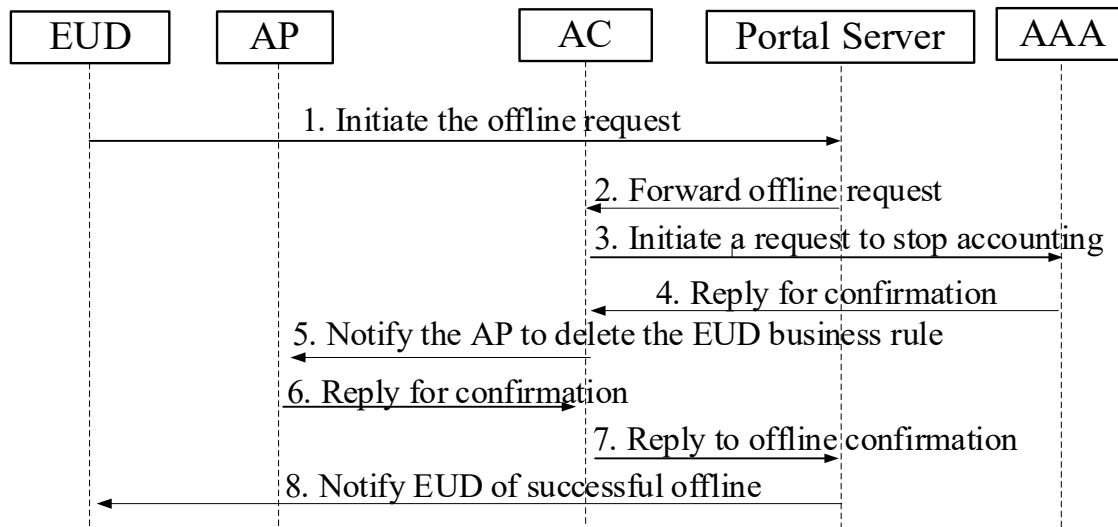 EUD
AP
AC
Portal Server
AAA
1. Initiate the offline request
2. Forward offline request
3. Initiate a request to stop accounting
4. Reply for confirmation
5. Notify the AP to delete the EUD business rule
6. Reply for confirmation
7. Reply to offline confirmation
8. Notify EUD of successful offline